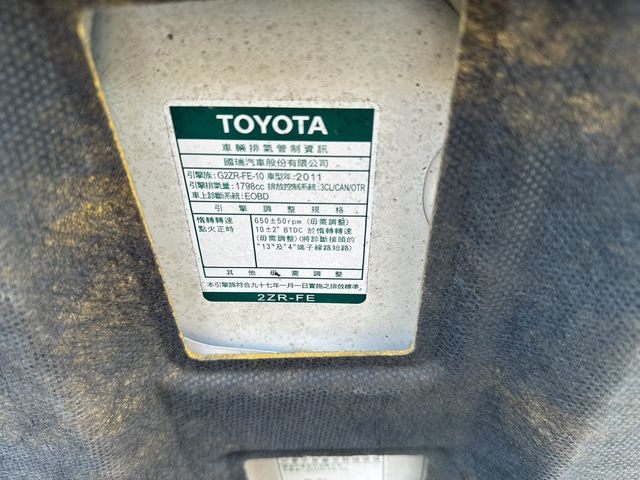 TOYOTA
車輛排氣管制資訊
國瑞汽車股份有限公司
引擎族:G2ZR-FE-10 車型年:2011
引擎排氣量:1798cc 排放控制系統:3CL/CAN/OTR
車上診斷系統:EOBD
引擎調整規格
惰轉轉速 650±50rpm (毋需調整)
點火正時 10±2° BTDC 於惰轉轉速
(毋需調整)(將診斷接頭的
"13"及"4"端子線路短路)
其他毋需調整
本引擎族符合九十七年一月一日實施之排放標準
2ZR-FE